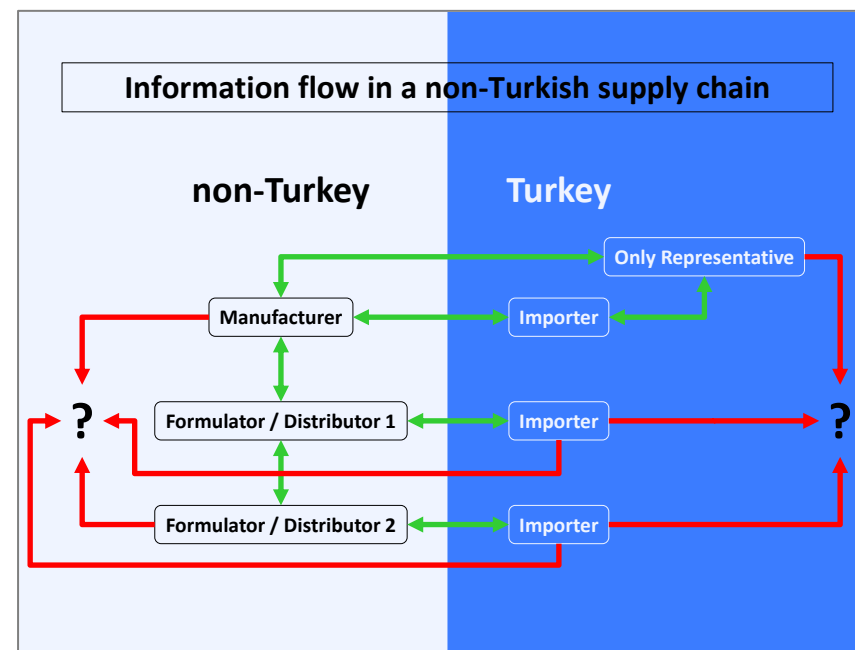 Information flow in a non-Turkish supply chain
non-Turkey
Turkey
Only Representative
Manufacturer
Importer
?
Formulator / Distributor 1
Importer
?
Formulator / Distributor 2
Importer